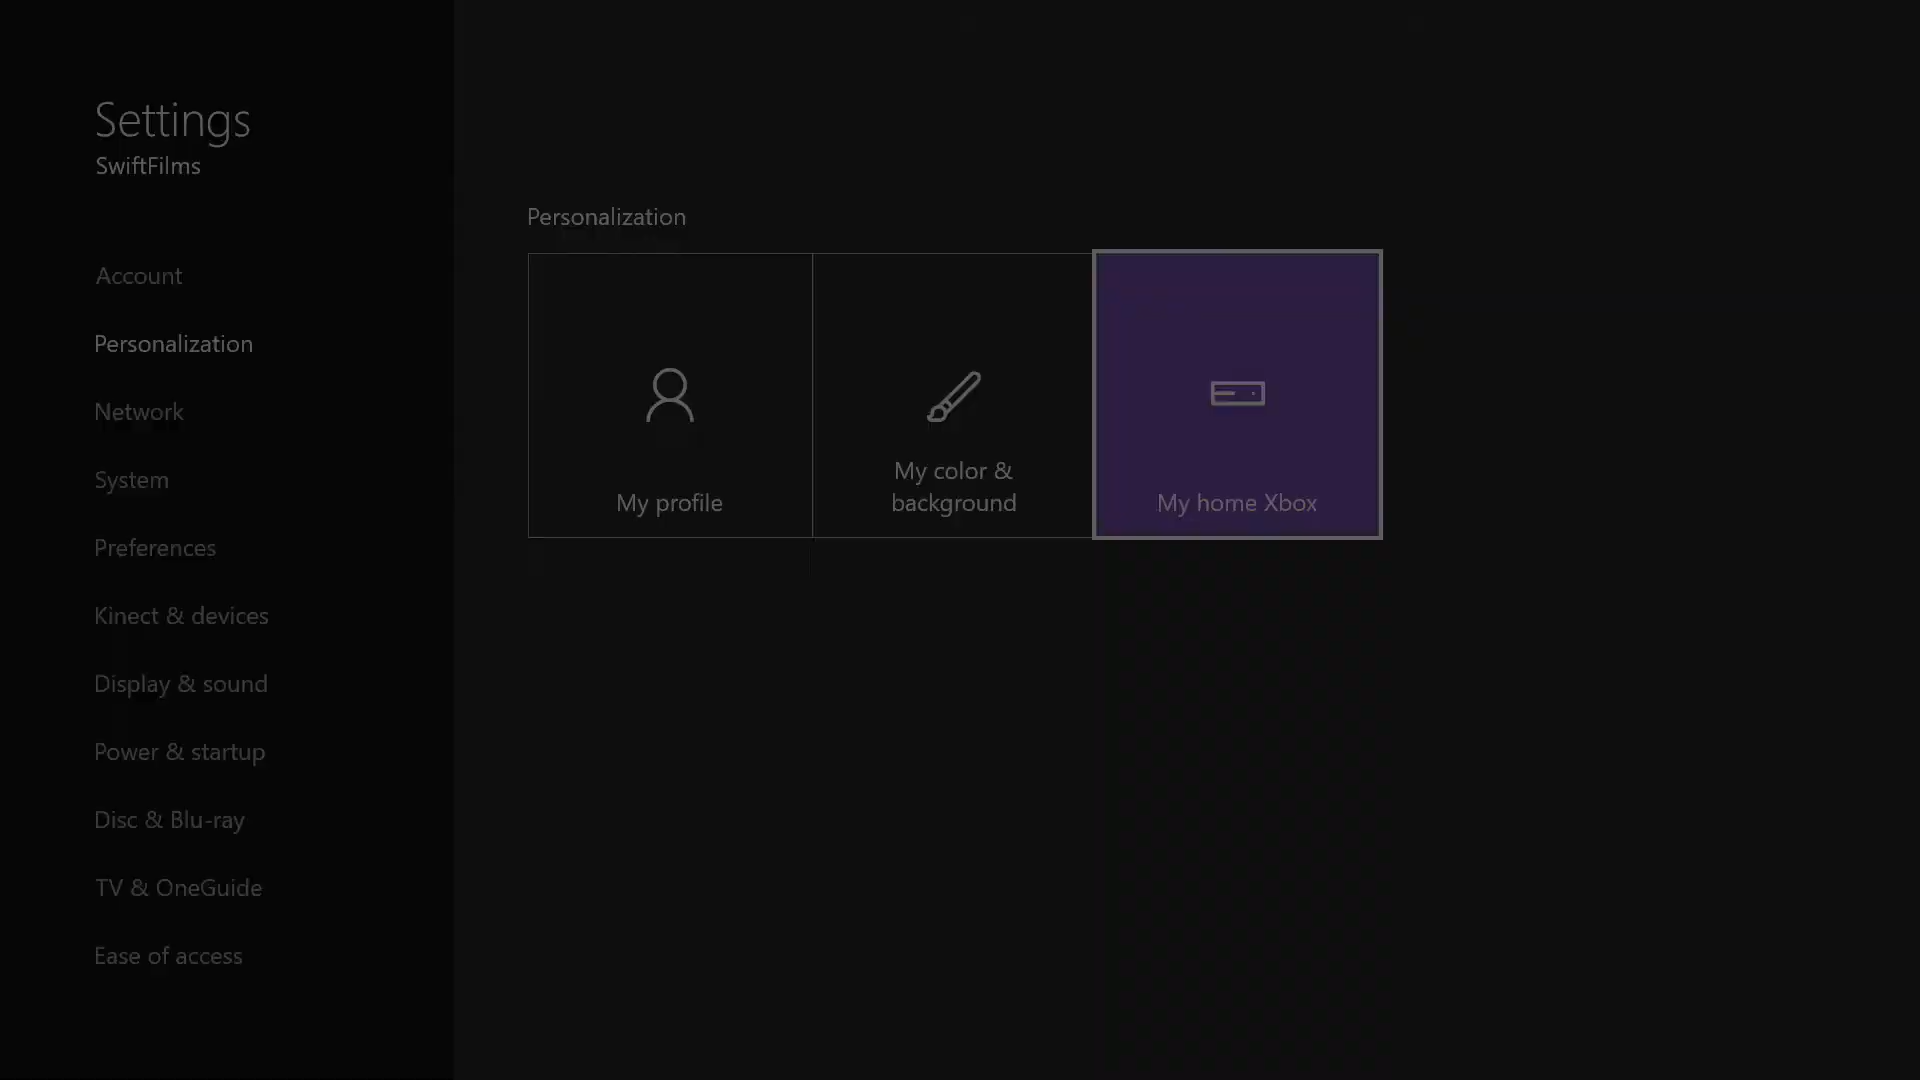 Settings
SwiftFilms
Account
Personalization
Network
System
Preferences
Kinect & devices
Display & sound
Power & startup
Disc & Blu-ray
TV & OneGuide
Ease of access
Personalization
My profile
My color &
background
My home Xbox